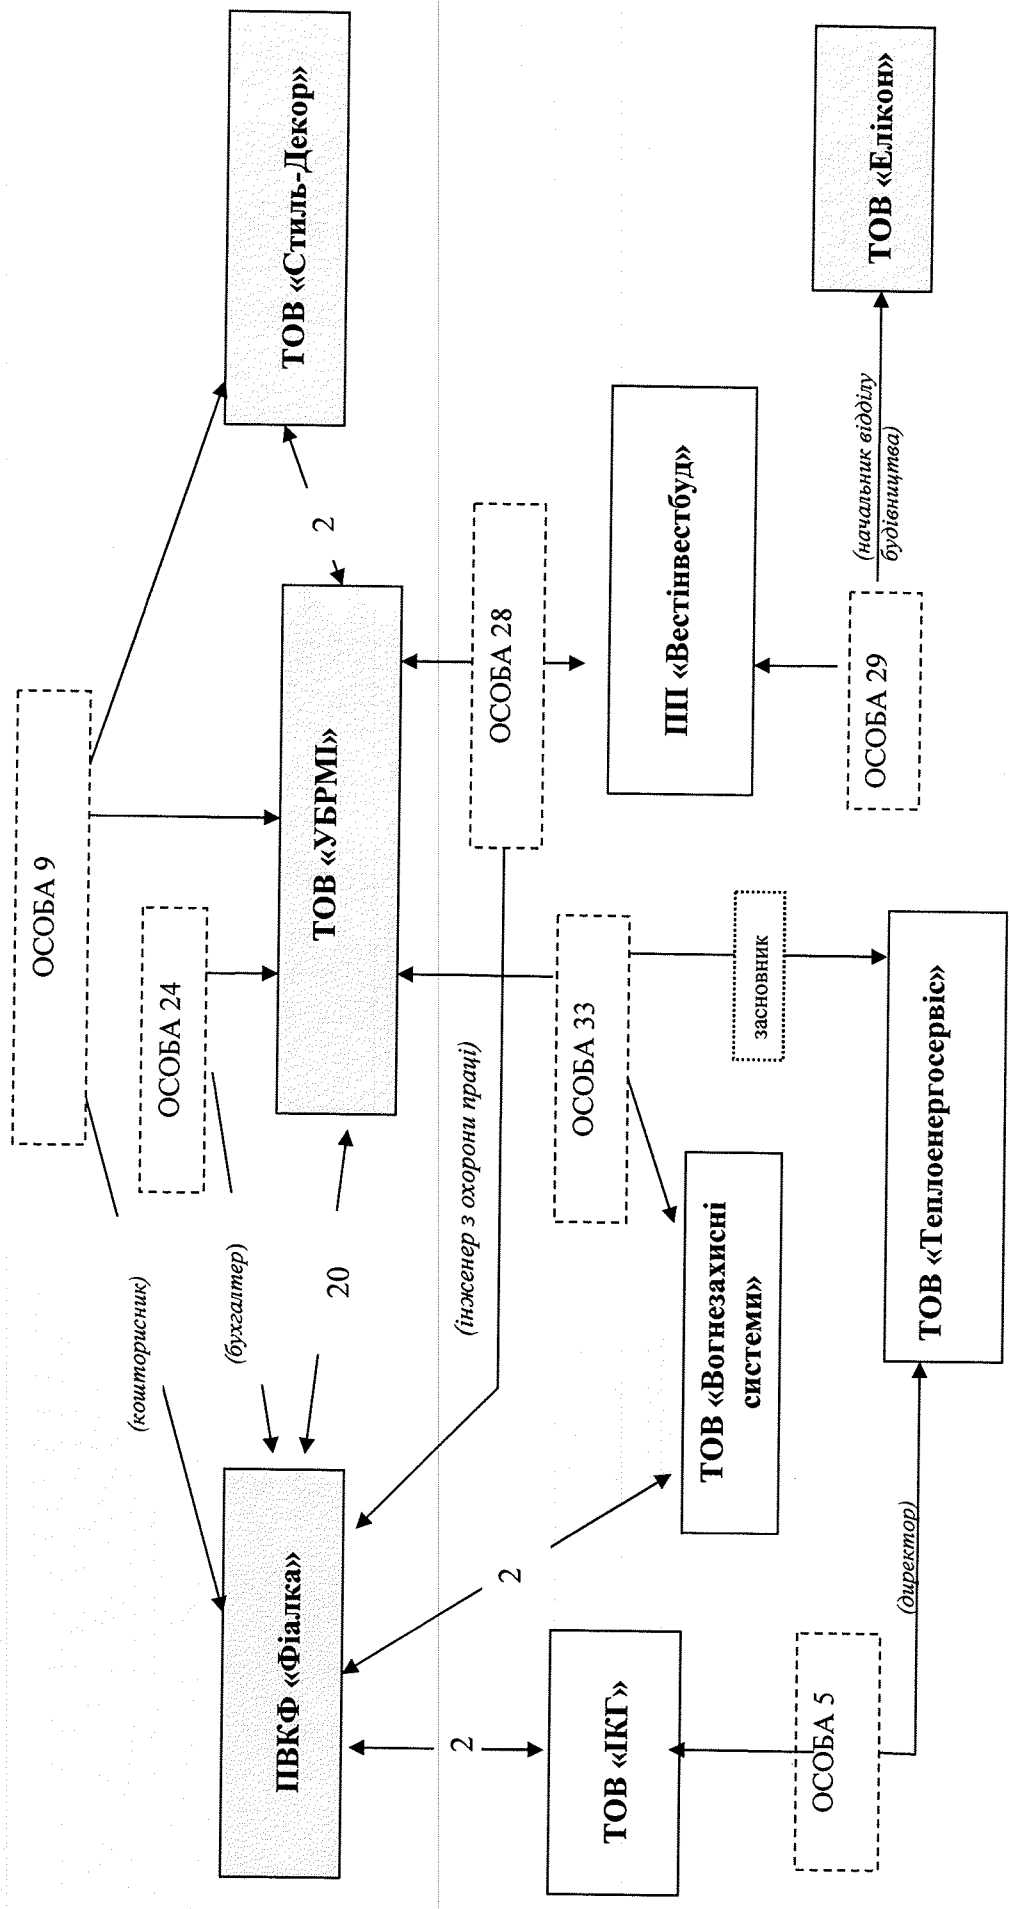 ОСОБА 9
ОСОБА 24
(кошторисник)
(бухгалтер)
20
2
ПВКФ «Фіалка»
ТОВ «УБРМІ»
ТОВ «Стиль-Декор»
(інженер з охорони праці)
ОСОБА 28
2
2
ОСОБА 33
ТОВ «ІКГ»
ТОВ «Вогнезахисні
системи»
засновник
ПП «Вестінвестбуд»
ОСОБА 5
(директор)
ТОВ «Теплоенергосервіс»
ОСОБА 29
(начальник відділу
будівництва)
ТОВ «Елікон»